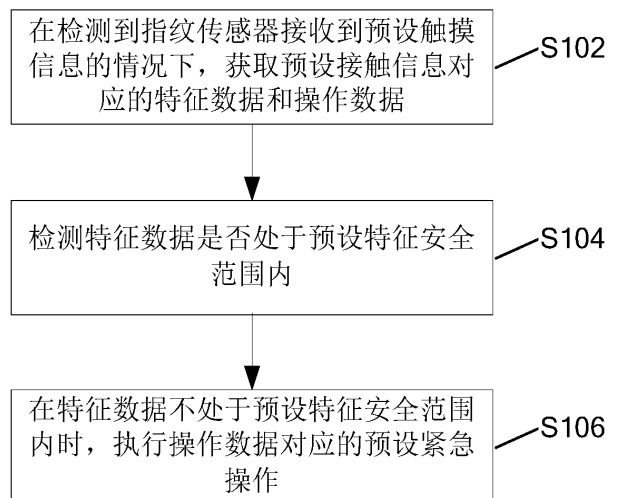 在检测到指纹传感器接收到预设触摸
信息的情况下，获取预设接触信息对
应的特征数据和操作数据
S102
检测特征数据是否处于预设特征安全
范围内
S104
在特征数据不处于预设特征安全范围
内时，执行操作数据对应的预设紧急
操作
S106